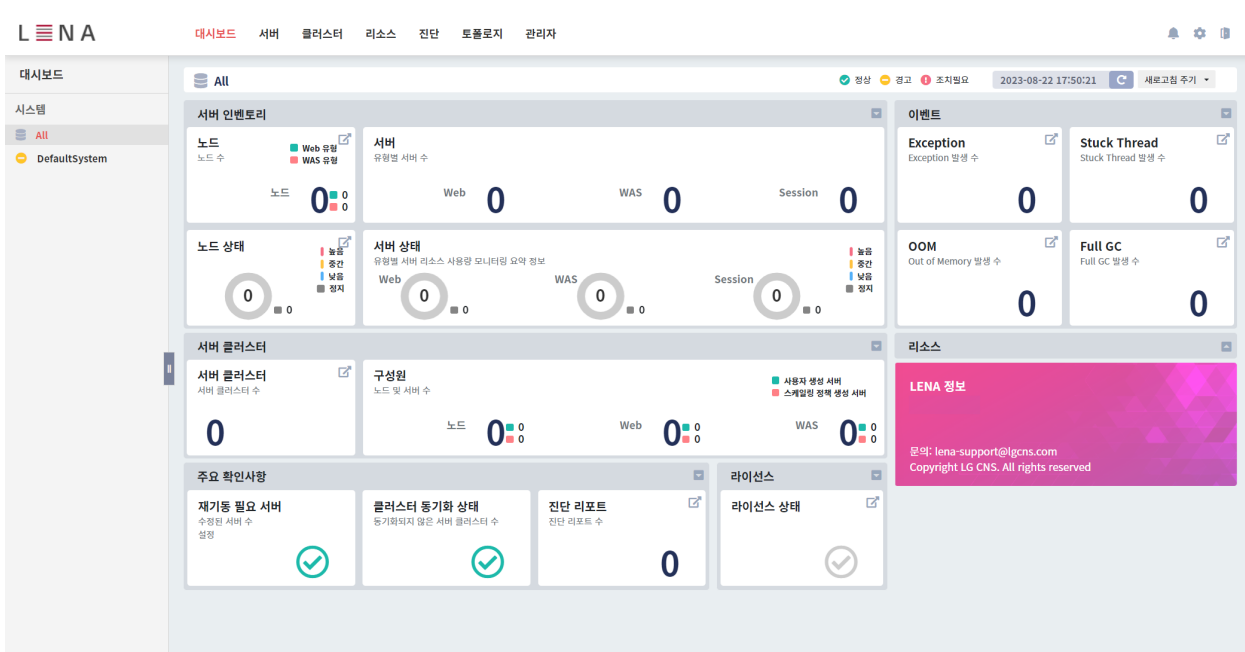 LENA
대시보드 서버 클러스터 리소스 진단 토폴로지 관리자
대시보드
시스템
All
DefaultSystem
All
정상 경고 조치필요 2023-08-22 17:50:21 새로고침 주기
서버 인벤토리
노드
노드 수
Web 유형
WAS 유형
노드 0 0
0
서버
유형별 서버 수
Web 0 WAS 0 Session 0
노드 상태
높음
중간
낮음
정지
0
0
서버 상태
유형별 서버 리소스 사용량 모니터링 요약 정보
높음
중간
낮음
정지
Web 0 0
WAS 0 0
Session 0 0
서버 클러스터
서버 클러스터
서버 클러스터 수
0
구성원
노드 및 서버 수
사용자 생성 서버
스케일링 정책 생성 서버
노드 0 0
0
Web 0 0
0
WAS 0 0
0
주요 확인사항
재기동 필요 서버
수정된 서버 수
설정
클러스터 동기화 상태
동기화되지 않은 서버 클러스터 수
진단 리포트
진단 리포트 수
0
라이선스
라이선스 상태
이벤트
Exception
Exception 발생 수
0
Stuck Thread
Stuck Thread 발생 수
0
OOM
Out of Memory 발생 수
0
Full GC
Full GC 발생 수
0
리소스
LENA 정보
문의: lena-support@lgcns.com
Copyright LG CNS. All rights reserved